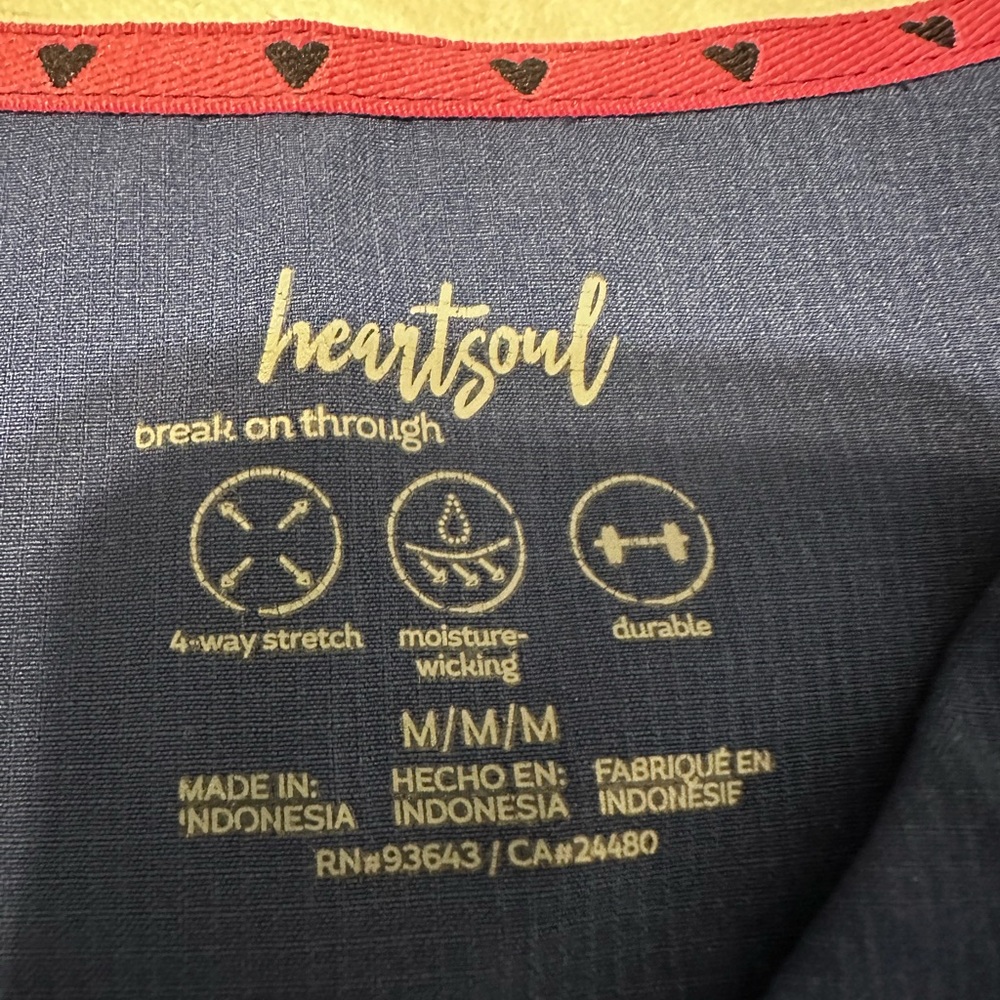 heartsoul
break on through
4-way stretch
moisture-
wicking
durable
M/M/M
MADE IN:
INDONESIA
HECHO EN:
INDONESIA
FABRIQUÉ EN
INDONÉSIE
RN#93643 / CA#24480